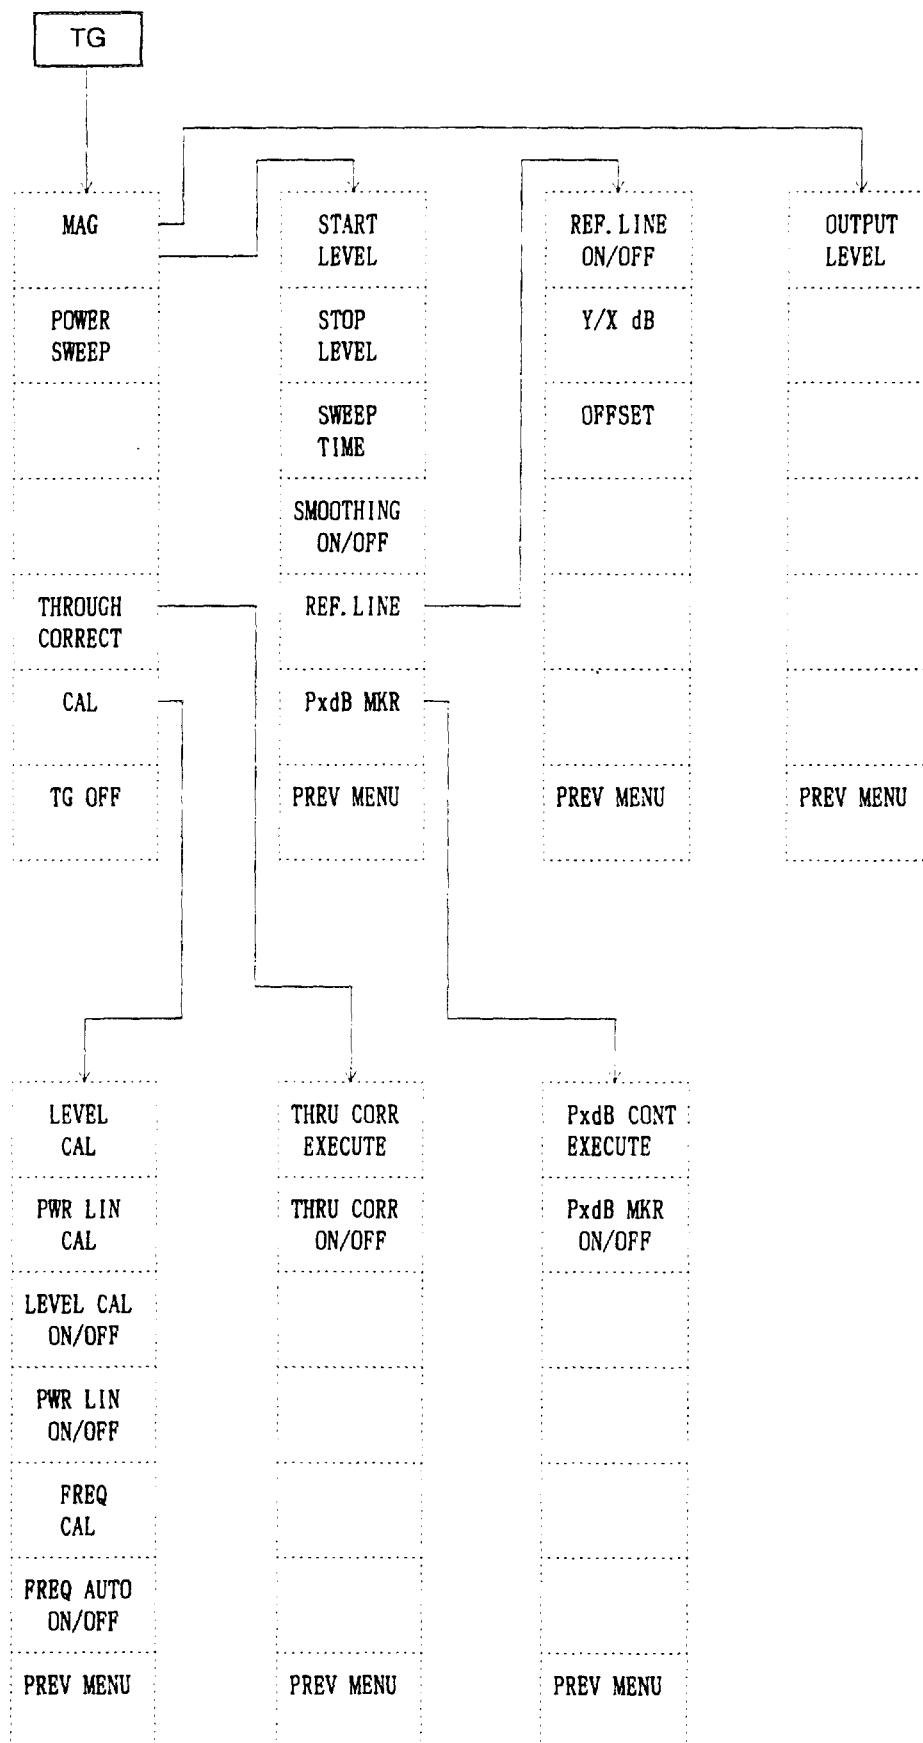 TG
MAG
POWER
SWEEP
THROUGH
CORRECT
CAL
TG OFF
START
LEVEL
STOP
LEVEL
SWEEP
TIME
SMOOTHING
ON/OFF
REF.LINE
PxdB MKR
PREV MENU
REF.LINE
ON/OFF
Y/X dB
OFFSET
PREV MENU
OUTPUT
LEVEL
PREV MENU
LEVEL
CAL
PWR LIN
CAL
LEVEL CAL
ON/OFF
PWR LIN
ON/OFF
FREQ
CAL
FREQ AUTO
ON/OFF
PREV MENU
THRU CORR
EXECUTE
THRU CORR
ON/OFF
PREV MENU
PxdB CONT
EXECUTE
PxdB MKR
ON/OFF
PREV MENU